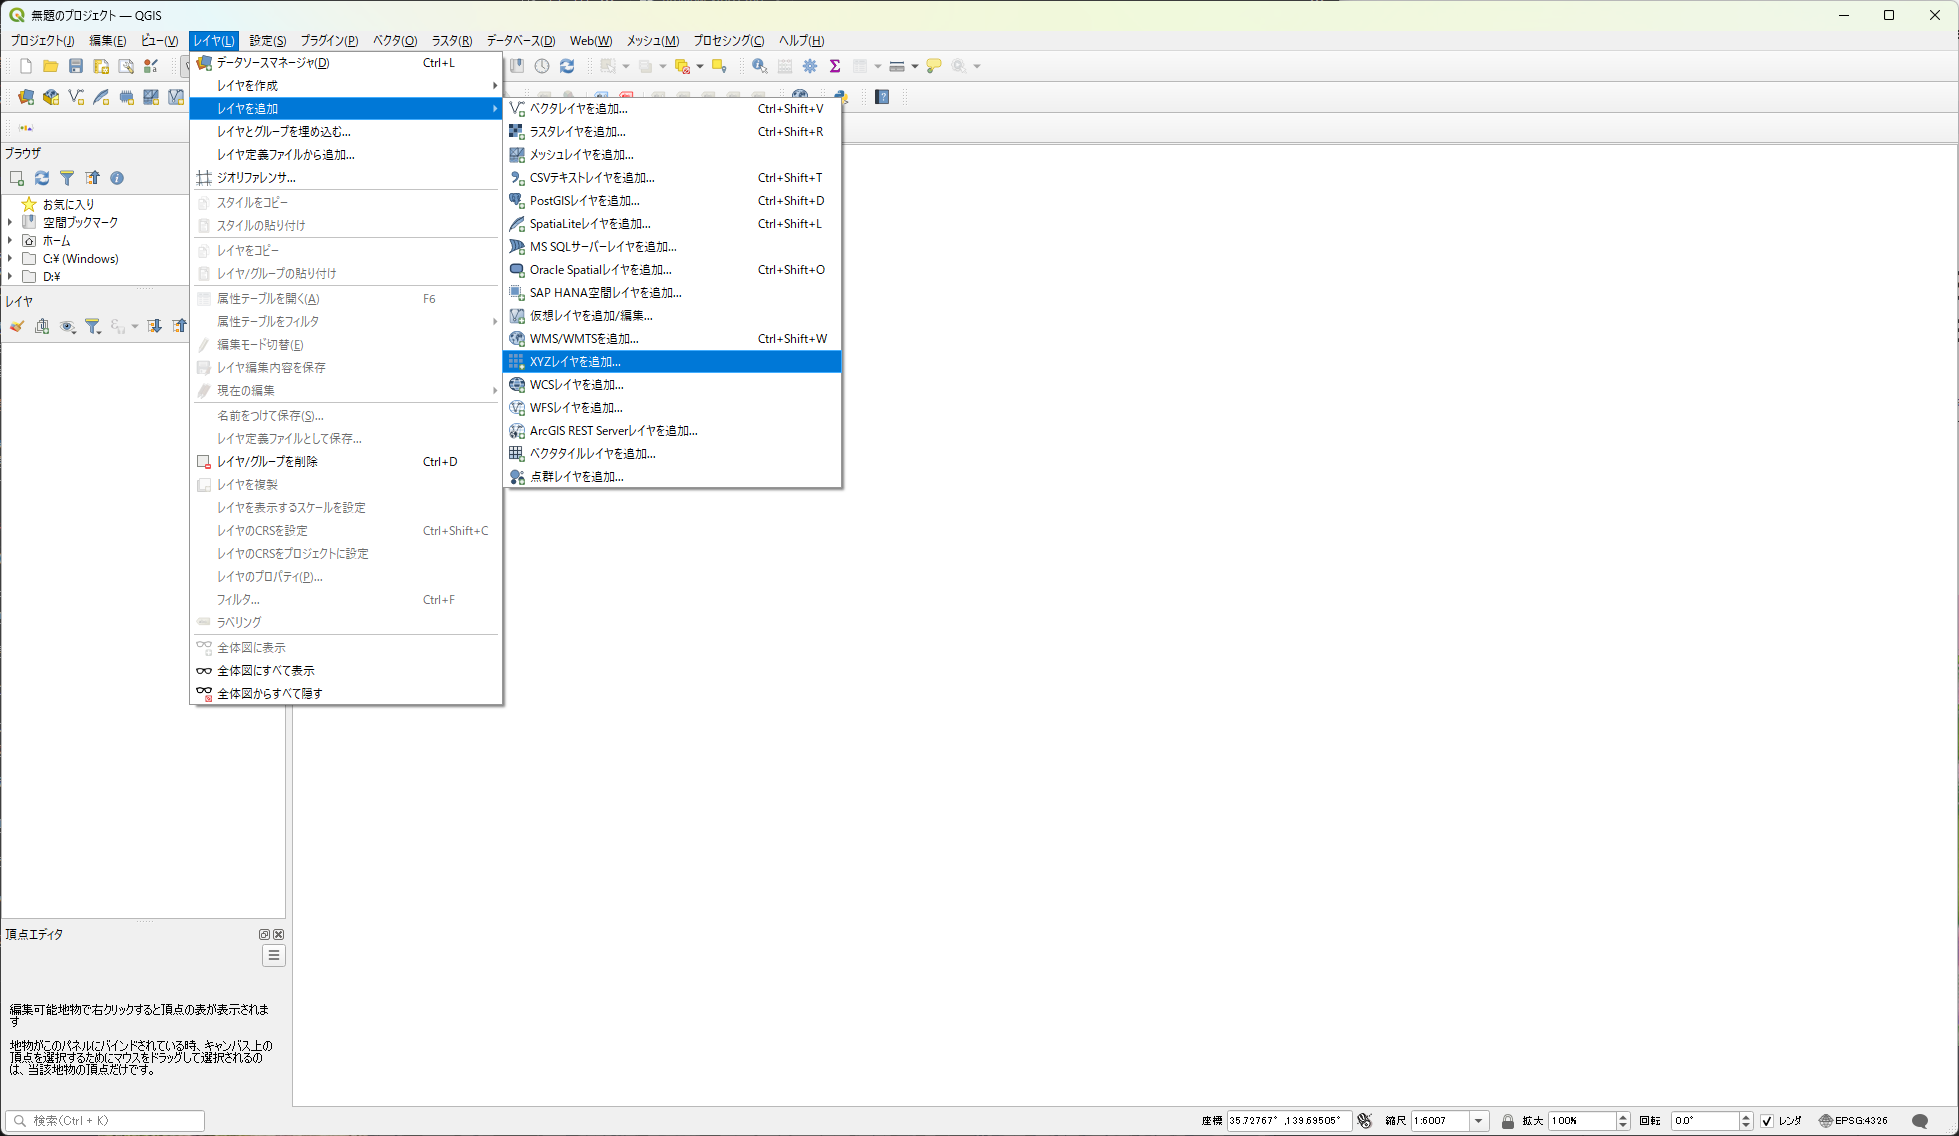 無題のプロジェクト — QGIS
プロジェクト(J) 編集(E) ビュー(V) レイヤ(L) 設定(S) プラグイン(P) ベクタ(O) ラスタ(R) データベース(D) Web(W) メッシュ(M) プロセシング(C) ヘルプ(H)
データソースマネージャ(D) Ctrl+L
レイヤを作成
レイヤを追加
レイヤとグループを埋め込む...
レイヤ定義ファイルから追加...
ジオリファレンサ...
スタイルをコピー
スタイルの貼り付け
レイヤをコピー
レイヤ/グループの貼り付け
属性テーブルを開く(A) F6
属性テーブルをフィルタ
編集モード切替(E)
レイヤ編集内容を保存
現在の編集
名前をつけて保存(S)...
レイヤ定義ファイルとして保存...
レイヤ/グループを削除 Ctrl+D
レイヤを複製
レイヤを表示するスケールを設定
レイヤのCRSを設定 Ctrl+Shift+C
レイヤのCRSをプロジェクトに設定
レイヤのプロパティ(P)...
フィルタ... Ctrl+F
ラベリング
全体図に表示
全体図にすべて表示
全体図からすべて隠す
ベクタレイヤを追加... Ctrl+Shift+V
ラスタレイヤを追加... Ctrl+Shift+R
メッシュレイヤを追加...
CSVテキストレイヤを追加... Ctrl+Shift+T
PostGISレイヤを追加... Ctrl+Shift+D
SpatiaLiteレイヤを追加... Ctrl+Shift+L
MS SQLサーバーレイヤを追加...
Oracle Spatialレイヤを追加... Ctrl+Shift+O
SAP HANA空間レイヤを追加...
仮想レイヤを追加/編集...
WMS/WMTSを追加... Ctrl+Shift+W
XYZレイヤを追加...
WCSレイヤを追加...
WFSレイヤを追加...
ArcGIS REST Serverレイヤを追加...
ベクタタイルレイヤを追加...
点群レイヤを追加...
ブラウザ
お気に入り
空間ブックマーク
ホーム
C:¥ (Windows)
D:¥
レイヤ
頂点エディタ
編集可能地物で右クリックすると頂点の表が表示されま
す
地物がこのパネルにバインドされている時、キャンバス上の
頂点を選択するためにマウスをドラッグして選択されるの
は、当該地物の頂点だけです。
検索(Ctrl + K)
座標 35.72767° ,139.69505° 縮尺 1:6007 拡大 100% 回転 0.0° レンダ EPSG:4326